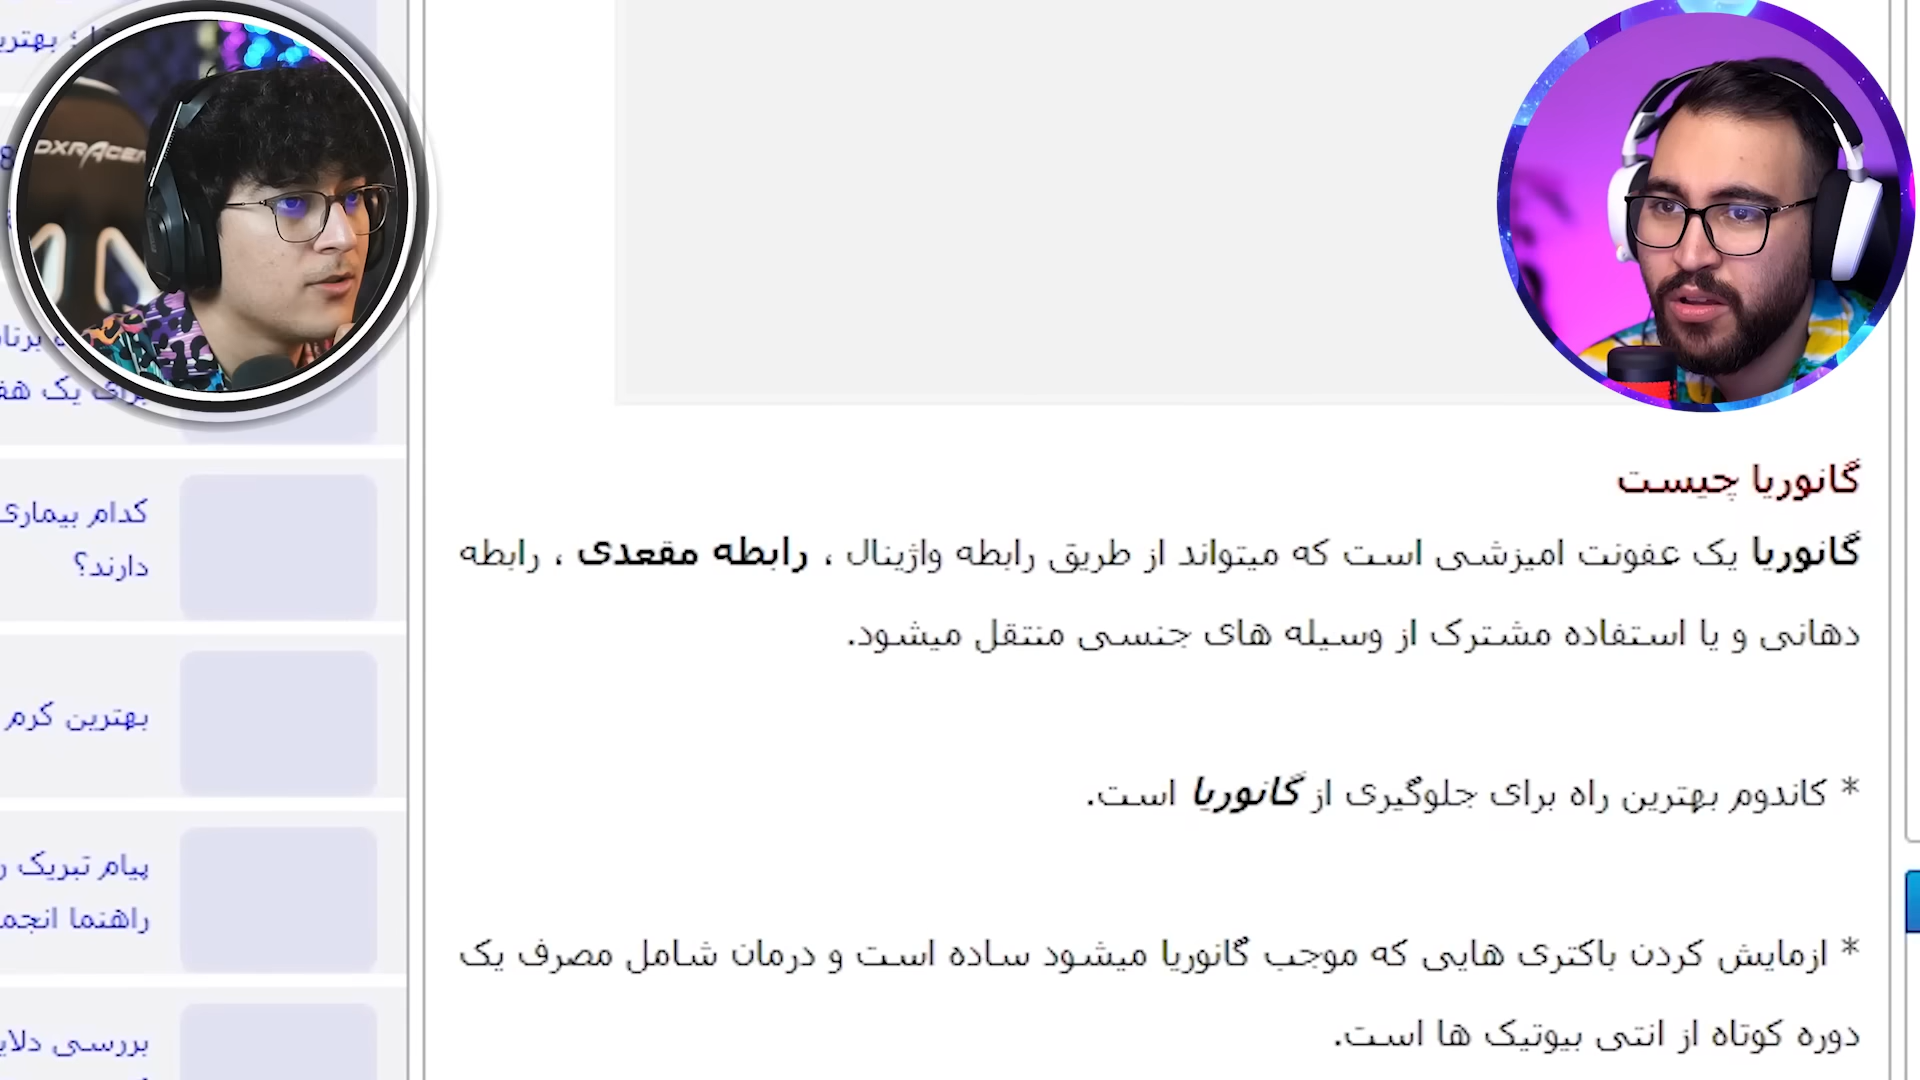 گانوریا چیست
گانوریا یک عفونت امیزشی است که میتواند از طریق رابطه واژینال ، رابطه مقعدی ، رابطه
دهانی و یا استفاده مشترک از وسیله های جنسی منتقل میشود.
* کاندوم بهترین راه برای جلوگیری از گانوریا است.
* ازمایش کردن باکتری هایی که موجب گانوریا میشود ساده است و درمان شامل مصرف یک
دوره کوتاه از انتی بیوتیک ها است.
برای یک
کدام بیماری
دارند؟
بهترین کرم
پیام تبریک
راهنما
بررسی
DXRACER